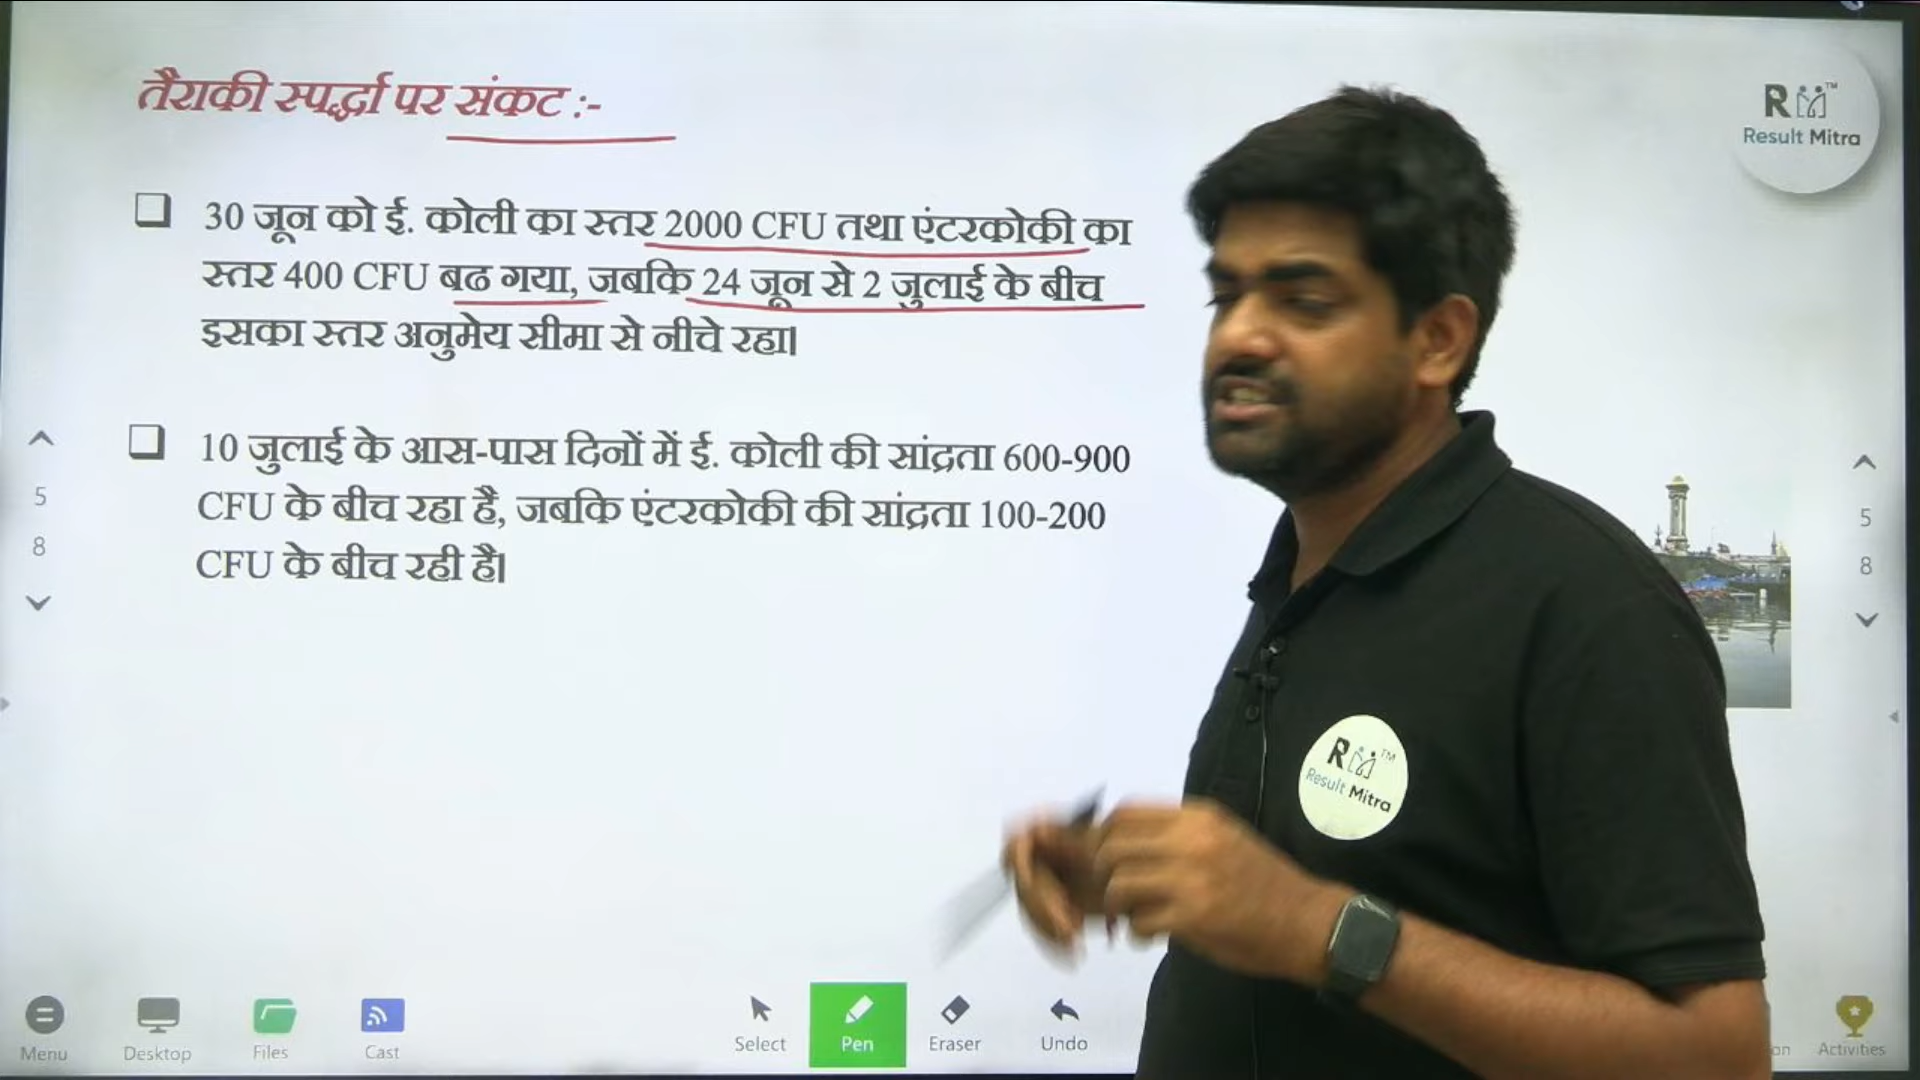 तैराकी स्पर्द्धा पर संकट :-
R TM
Result Mitra
30 जून को ई. कोली का स्तर 2000 CFU तथा एंटरकोकी का
स्तर 400 CFU बढ गया, जबकि 24 जून से 2 जुलाई के बीच
इसका स्तर अनुमेय सीमा से नीचे रहा।
10 जुलाई के आस-पास दिनों में ई. कोली की सांद्रता 600-900
CFU के बीच रहा है, जबकि एंटरकोकी की सांद्रता 100-200
CFU के बीच रही है।
5
8
5
8
R TM
Result Mitra
Menu
Desktop
Files
Cast
Select
Pen
Eraser
Undo
Activities